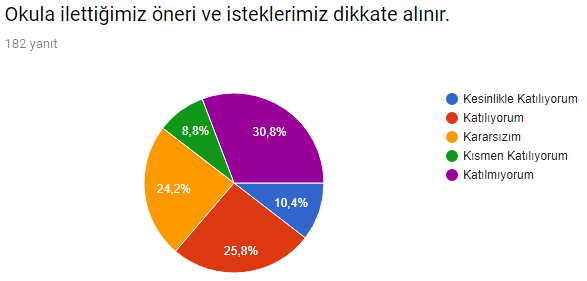 Okula ilettiğimiz öneri ve isteklerimiz dikkate alınır.
182 yanıt
Kesinlikle Katılıyorum
Katılıyorum
Kararsızım
Kısmen Katılıyorum
Katılmıyorum
30,8%
8,8%
24,2%
10,4%
25,8%